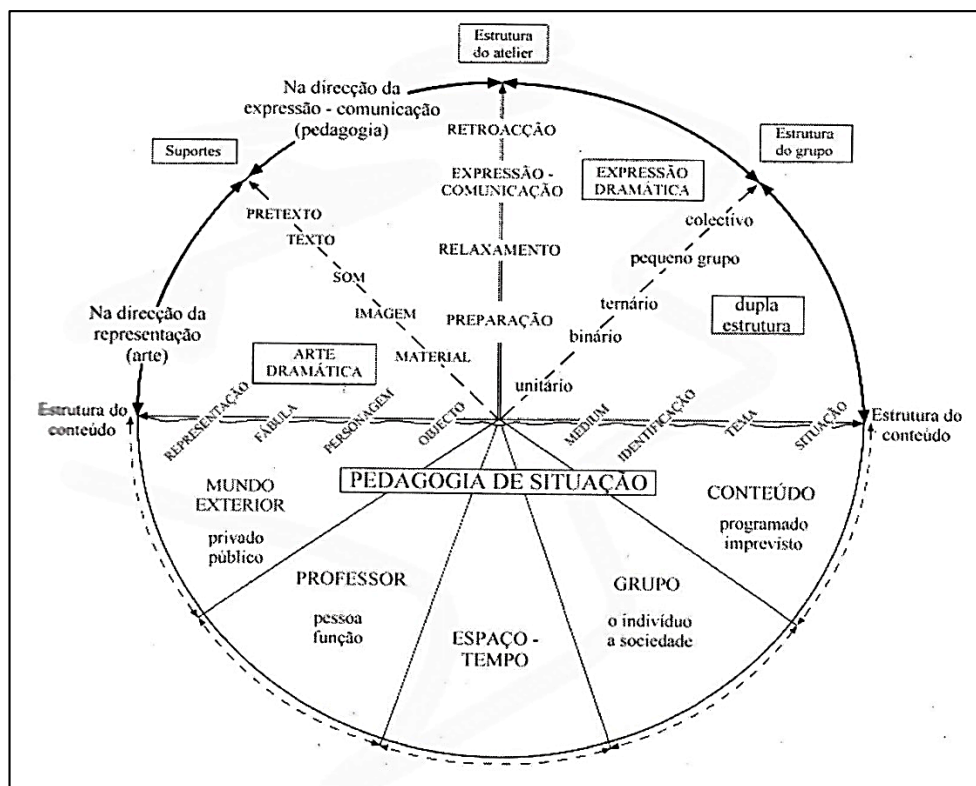 Estrutura
do atelier
Na direcção da
expressão - comunicação
(pedagogia)
Suportes
RETROACÇÃO
Estrutura
do grupo
EXPRESSÃO -
COMUNICAÇÃO
EXPRESSÃO
DRAMÁTICA
PRETEXTO
TEXTO
SOM
IMAGEM
MATERIAL
RELAXAMENTO
PREPARAÇÃO
colectivo
pequeno grupo
ternário
binário
unitário
dupla
estrutura
Na direcção da
representação
(arte)
ARTE
DRAMÁTICA
Estrutura do
conteúdo
REPRESENTAÇÃO
FÁBULA
PERSONAGEM
OBJECTO
MEDIUM
IDENTIFICAÇÃO
TEMA
SITUAÇÃO
Estrutura do
conteúdo
PEDAGOGIA DE SITUAÇÃO
MUNDO
EXTERIOR
privado
público
PROFESSOR
pessoa
função
ESPAÇO -
TEMPO
GRUPO
o indivíduo
a sociedade
CONTEÚDO
programado
imprevisto